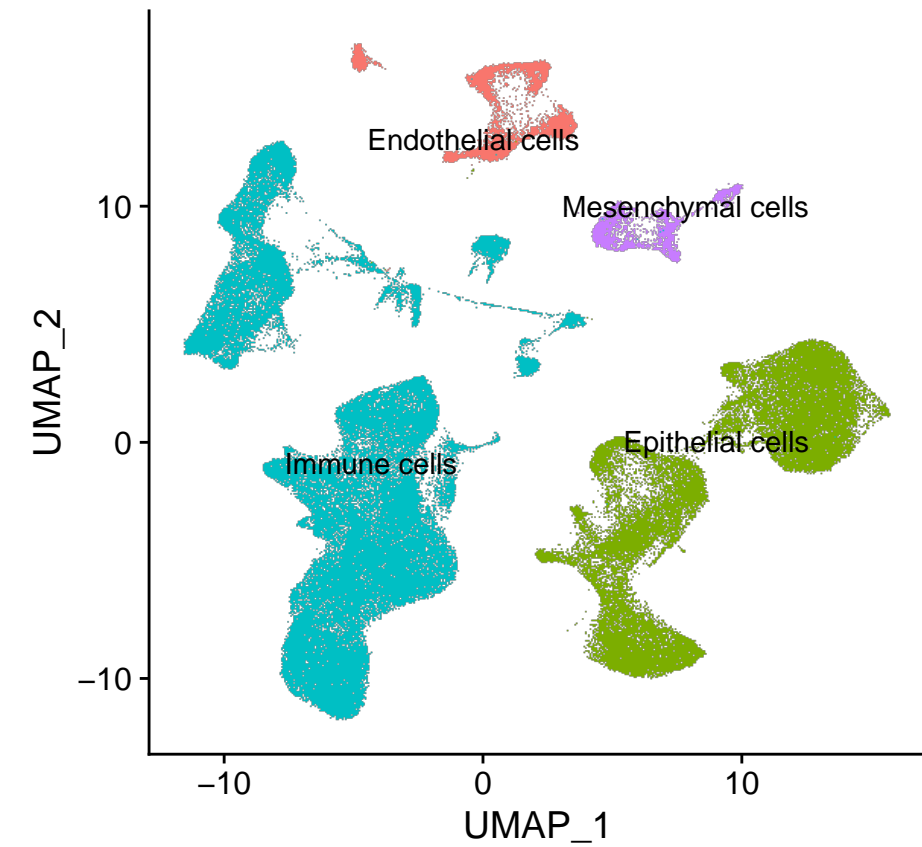 Endothelial cells
Mesenchymal cells
10
UMAP_2
0
Epithelial cells
Immune cells
−10
−10
0
10
UMAP_1